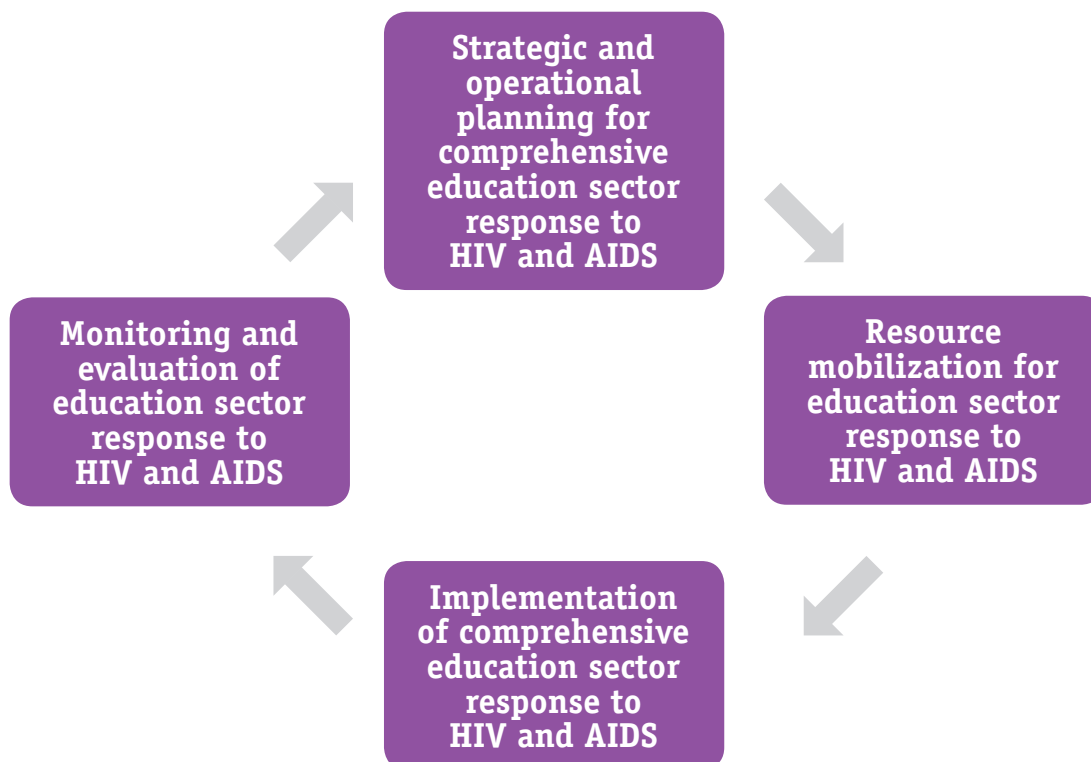 Strategic and
operational
planning for
comprehensive
education sector
response to
HIV and AIDS
Resource
mobilization for
education sector
response to
HIV and AIDS
Implementation
of comprehensive
education sector
response to
HIV and AIDS
Monitoring and
evaluation of
education sector
response to
HIV and AIDS